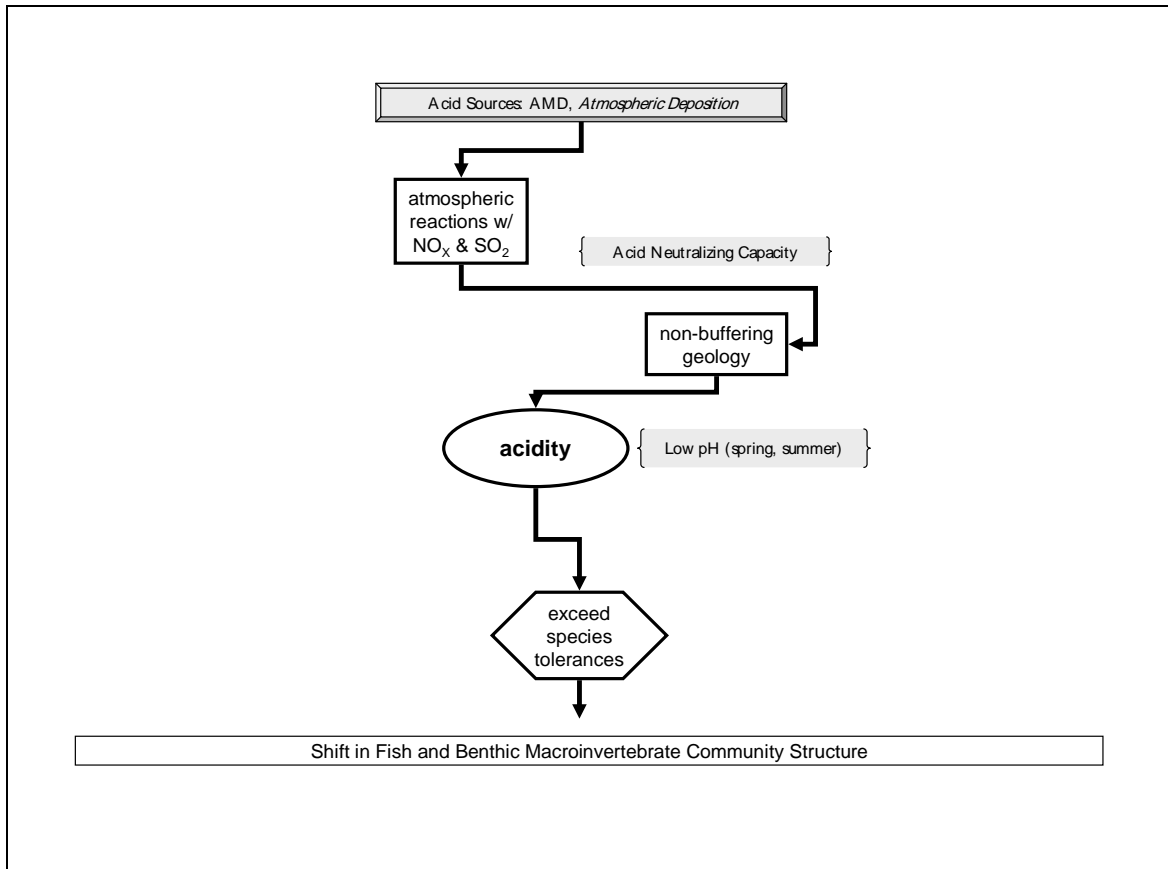 Acid Sources: AMD, Atmospheric Deposition
atmospheric
reactions w/
NOX & SO2
Acid Neutralizing Capacity
non-buffering
geology
acidity
Low pH (spring, summer)
exceed
species
tolerances
Shift in Fish and Benthic Macroinvertebrate Community Structure